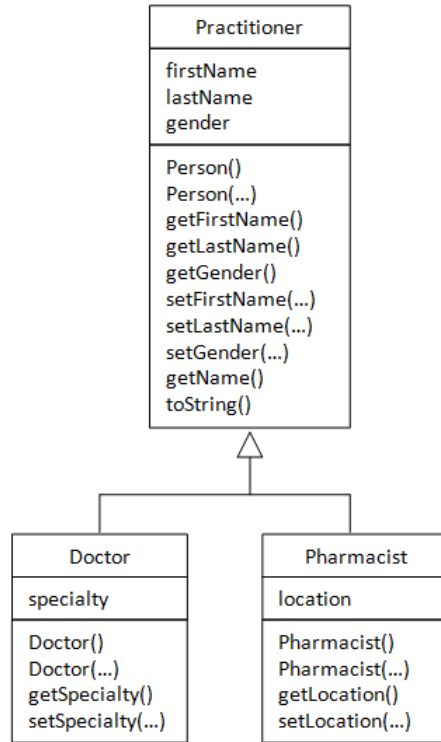 Practitioner
firstName
lastName
gender
Person()
Person(...)
getFirstName()
getLastName()
getGender()
setFirstName(...)
setLastName(...)
setGender(...)
getName()
toString()
Doctor
specialty
Doctor()
Doctor(...)
getSpecialty()
setSpecialty(...)
Pharmacist
location
Pharmacist()
Pharmacist(...)
getLocation()
setLocation(...)